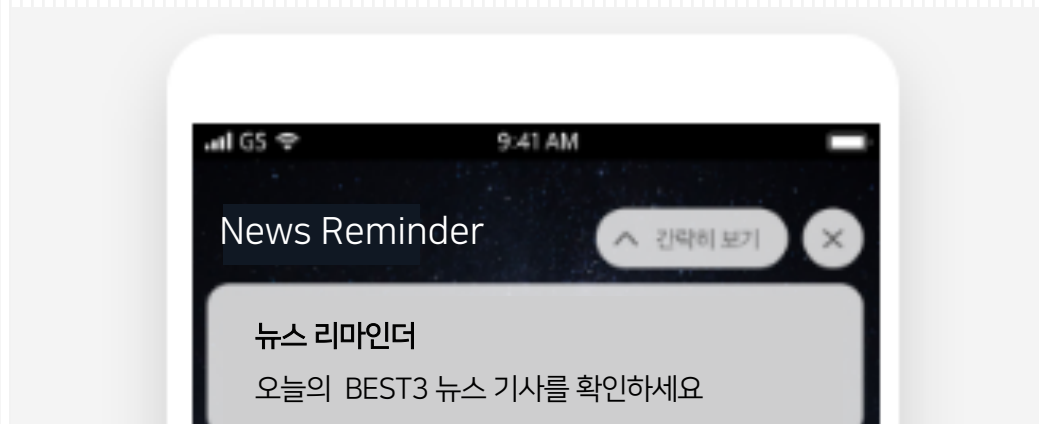 G5 9:41 AM
News Reminder
간략히 보기
뉴스 리마인더
오늘의 BEST3 뉴스 기사를 확인하세요